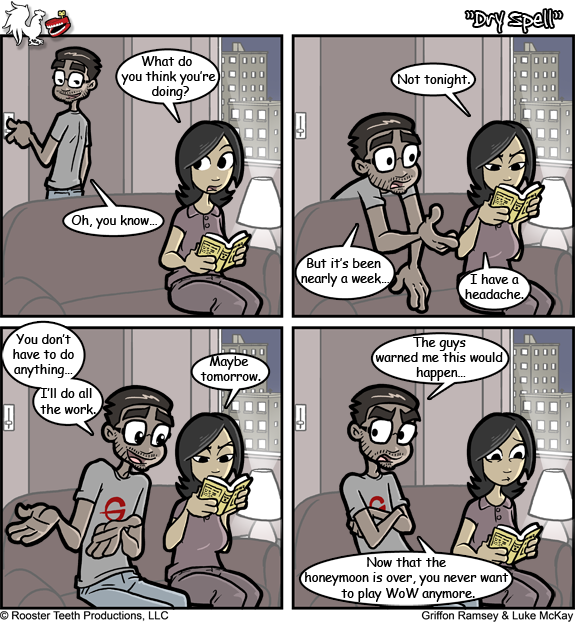 "Dry Spell"
What do
you think you're
doing?
Oh, you know...
Not tonight.
But it's been
nearly a week...
I have a
headache.
You don't
have to do
anything...
I'll do all
the work.
Maybe
tomorrow.
The guys
warned me this would
happen...
Now that the
honeymoon is over, you never want
to play WoW anymore.
© Rooster Teeth Productions, LLC
Griffon Ramsey & Luke McKay